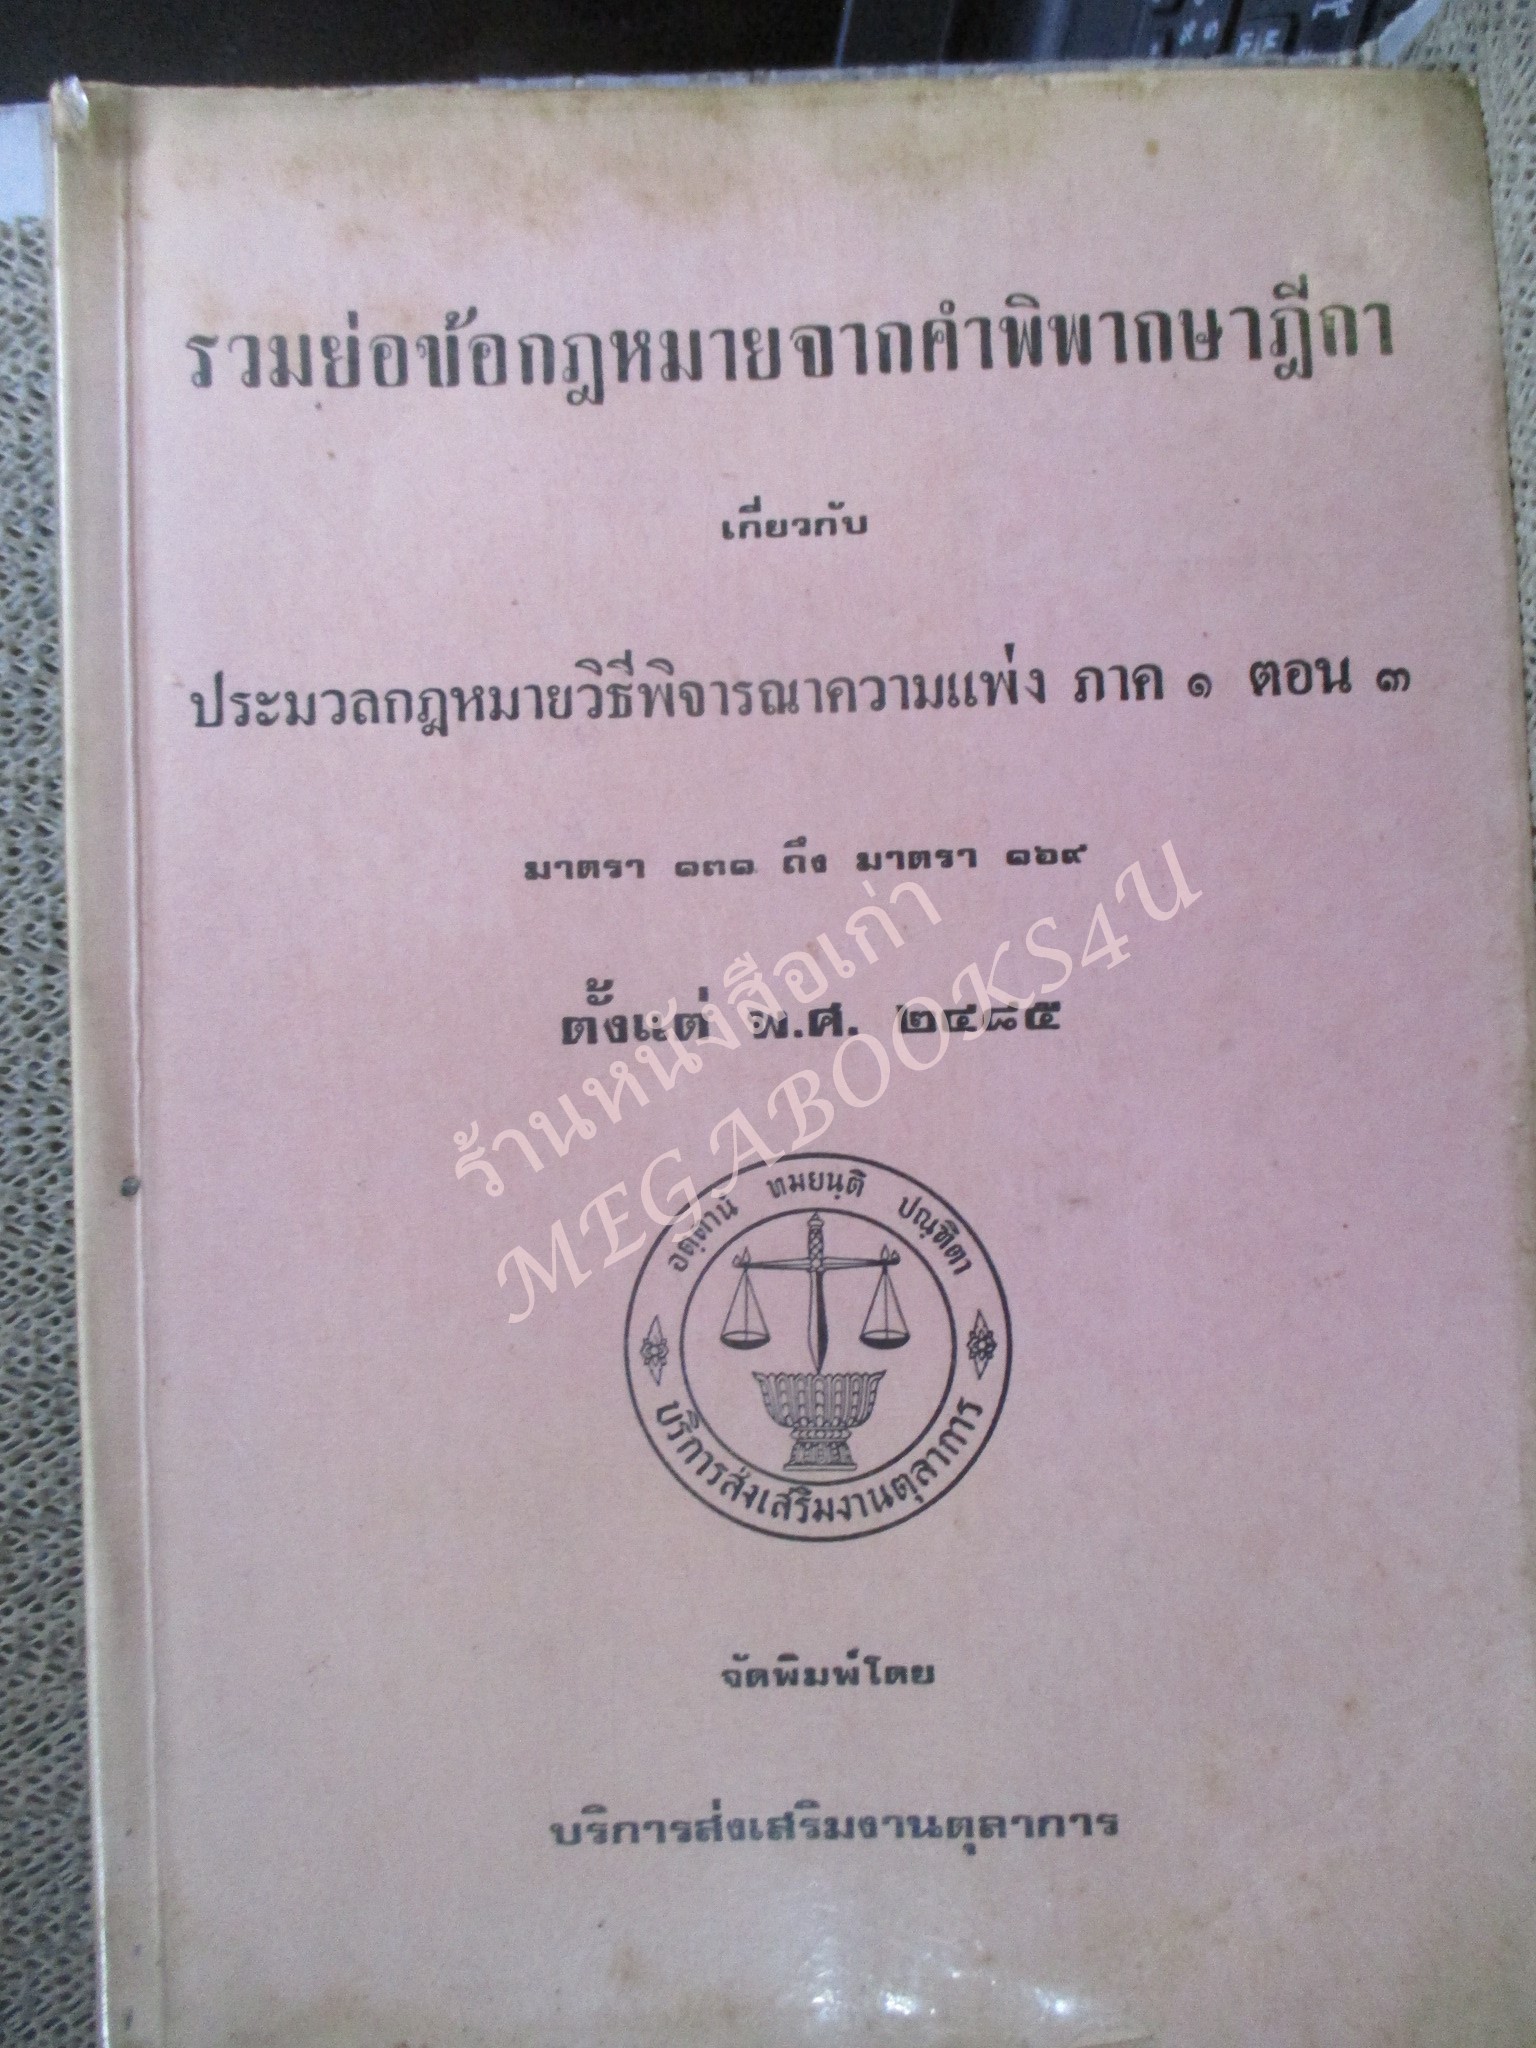 รวมย่อข้อกฎหมายจากคำพิพากษาฎีกา
เกี่ยวกับ
ประมวลกฎหมายวิธีพิจารณาความแพ่ง ภาค ๑ ตอน ๓
มาตรา ๑๓๑ ถึง มาตรา ๑๖๙
ตั้งแต่ พ.ศ. ๒๔๘๕
ร้านหนังสือเก่า
MEGABOOKS4U
อตฺตานํ ทมยนฺติ ปณฺฑิตา
บริการส่งเสริมงานตุลาการ
จัดพิมพ์โดย
บริการส่งเสริมงานตุลาการ